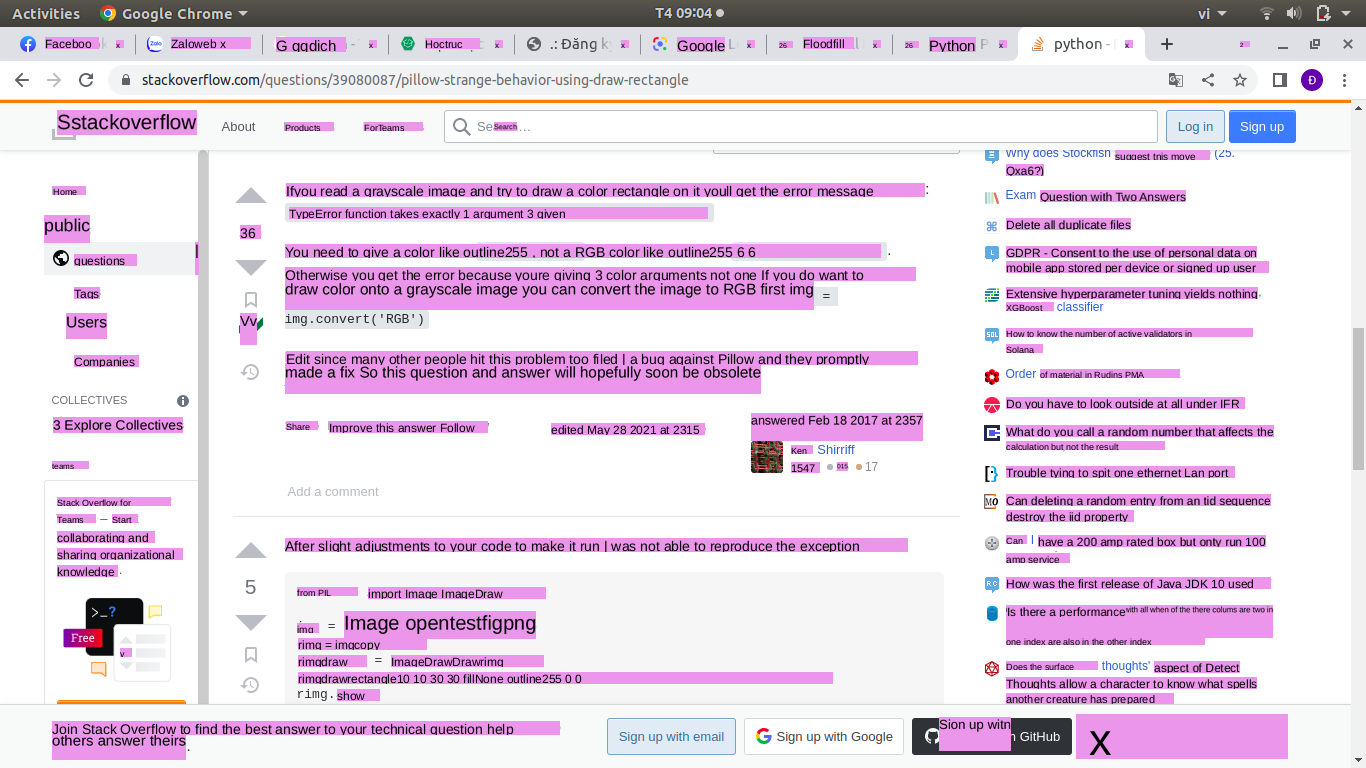 Activities Google Chrome T4 09:04 vi
Faceboo x Zaloweb x G ggdich - x Hoctruc x .: Đăng k x Google L x 26 Floodfill x 26 Python P x python - x 2
stackoverflow.com/questions/39080087/pillow-strange-behavior-using-draw-rectangle
Sstackoverflow About Products ForTeams Se Search ... Log in Sign up
Home
public
questions
Tags
Users
Companies
COLLECTIVES
3 Explore Collectives
teams
Stack Overflow for
Teams – Start
collaborating and
sharing organizational
knowledge .
>_?
Free
v
36
Vv
Ifyou read a grayscale image and try to draw a color rectangle on it youll get the error message :
TypeError function takes exactly 1 argument 3 given
You need to give a color like outline255 , not a RGB color like outline255 6 6 .
Otherwise you get the error because youre giving 3 color arguments not one If you do want to
draw color onto a grayscale image you can convert the image to RGB first img =
img.convert('RGB')
Edit since many other people hit this problem too filed | a bug against Pillow and they promptly
made a fix So this question and answer will hopefully soon be obsolete
Share Improve this answer Follow edited May 28 2021 at 2315 answered Feb 18 2017 at 2357
Ken Shirriff
1547 015 17
Add a comment
5
After slight adjustments to your code to make it run | was not able to reproduce the exception
from PIL import Image ImageDraw
img = Image opentestfigpng
rimg = imgcopy
rimgdraw = ImageDrawDrawrimg
rimgdrawrectangle10 10 30 30 fillNone outline255 0 0
rimg. show
Why does Stockfish suggest this move (25.
Qxa6?)
Exam Question with Two Answers
Delete all duplicate files
GDPR - Consent to the use of personal data on
mobile app stored per device or signed up user
Extensive hyperparameter tuning yields nothing.
XGBoost classifier
How to know the number of active validators in
Solana
Order of material in Rudins PMA
Do you have to look outside at all under IFR
What do you call a random number that affects the
calculation but not the result
Trouble tying to spit one ethernet Lan port
Can deleting a random entry from an tid sequence
destroy the iid property
Can I have a 200 amp rated box but onty run 100
amp service
How was the first release of Java JDK 10 used
Is there a performance with all when of the there colums are two in
one index are also in the other index
Does the surface thoughts' aspect of Detect
Thoughts allow a character to know what spells
another creature has prepared
Join Stack Overflow to find the best answer to your technical question help
others answer theirs .
Sign up with email Sign up with Google Sion up witn GitHub X